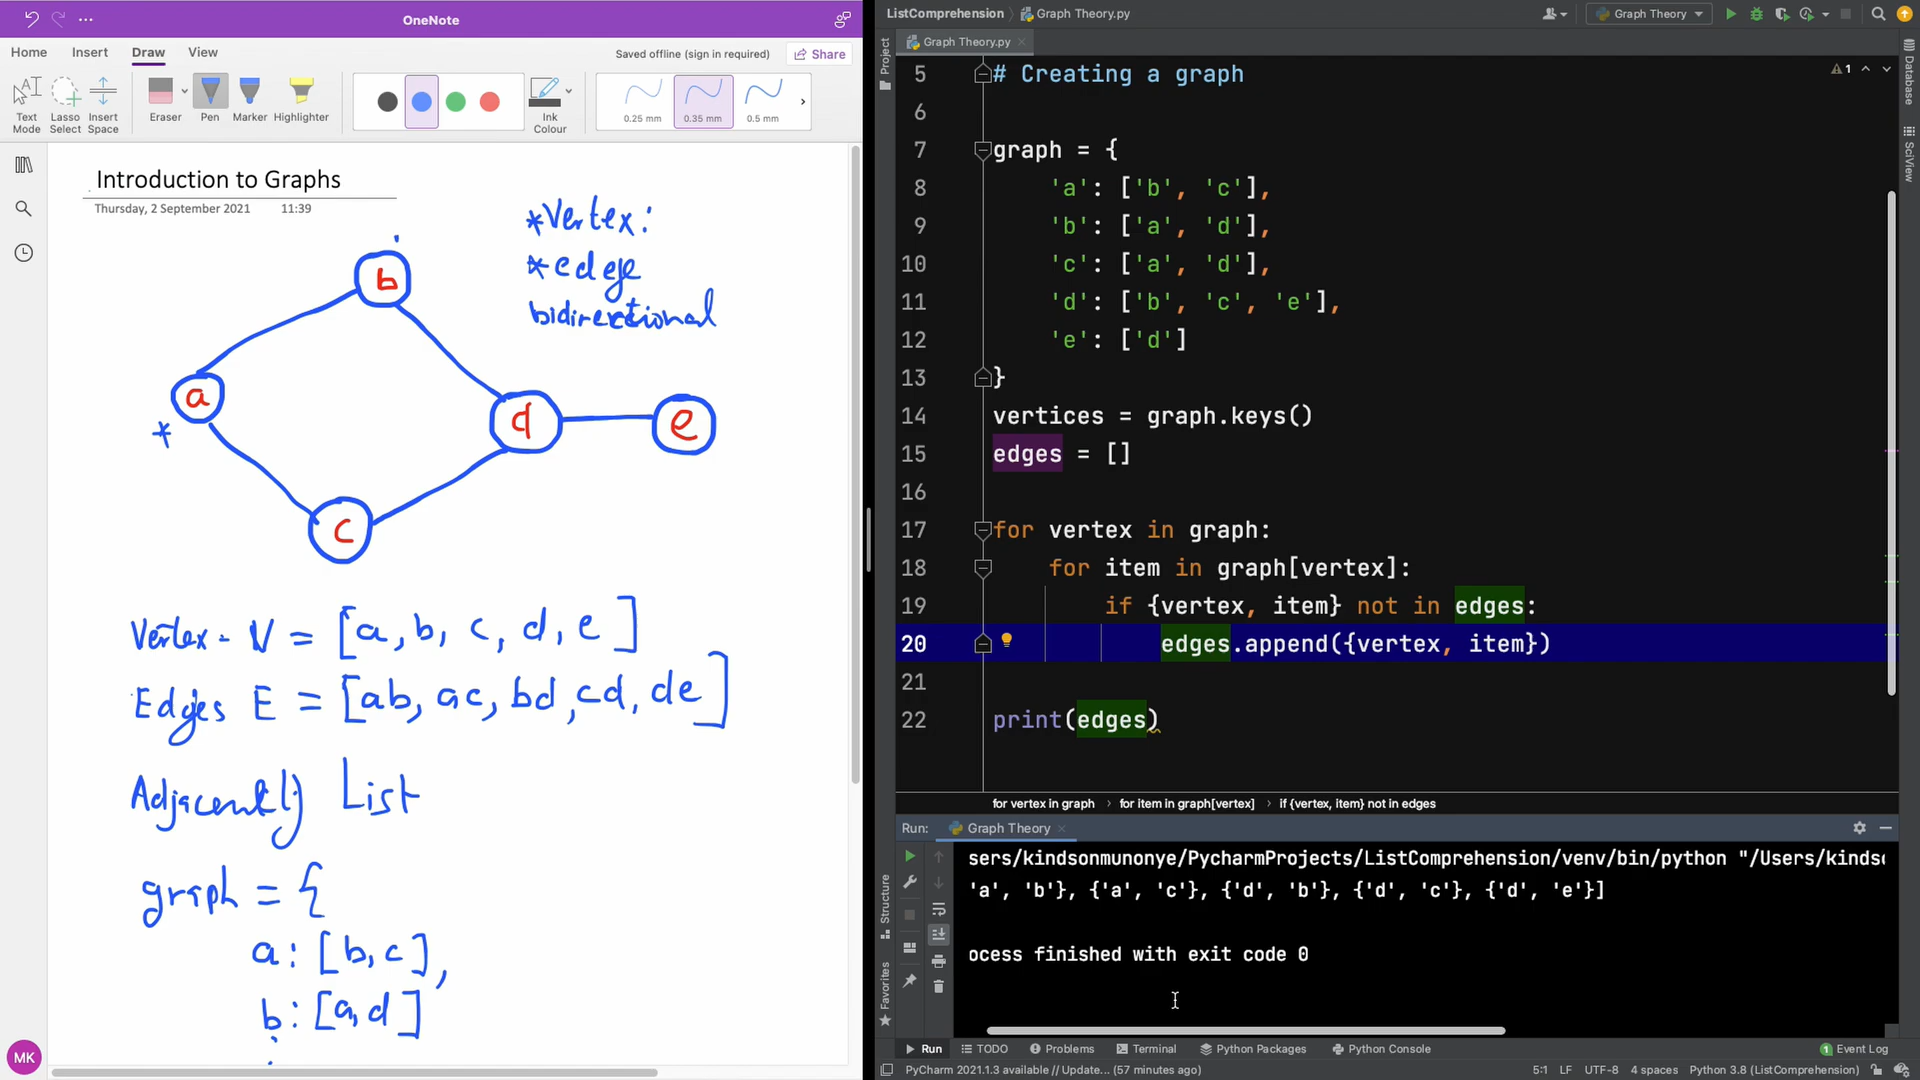 OneNote
Home Insert Draw View
Saved offline (sign in required) Share
Text Mode
Lasso Select
Insert Space
Eraser Pen Marker Highlighter
Ink Colour
0.25 mm 0.35 mm 0.5 mm
Introduction to Graphs
Thursday, 2 September 2021 11:39
*Vertex:
*edge
bidirectional
b
a
*
d
e
c
Vertex - V = [a, b, c, d, e]
Edges E = [ab, ac, bd, cd, de]
Adjacently List
graph = {
a: [b, c],
b: [a, d]
MK
ListComprehension Graph Theory.py
Graph Theory
Project
Graph Theory.py
1
Database
SciView
5 # Creating a graph
6
7 graph = {
8 'a': ['b', 'c'],
9 'b': ['a', 'd'],
10 'c': ['a', 'd'],
11 'd': ['b', 'c', 'e'],
12 'e': ['d']
13 }
14 vertices = graph.keys()
15 edges = []
16
17 for vertex in graph:
18 for item in graph[vertex]:
19 if {vertex, item} not in edges:
20 edges.append({vertex, item})
21
22 print(edges)
for vertex in graph > for item in graph[vertex] > if {vertex, item} not in edges
Run: Graph Theory
Structure
Favorites
sers/kindsonmunonye/PycharmProjects/ListComprehension/venv/bin/python "/Users/kindso
'a', 'b'}, {'a', 'c'}, {'d', 'b'}, {'d', 'c'}, {'d', 'e'}]
ocess finished with exit code 0
Run TODO Problems Terminal Python Packages Python Console 1 Event Log
PyCharm 2021.1.3 available // Update... (57 minutes ago) 5:1 LF UTF-8 4 spaces Python 3.8 (ListComprehension)